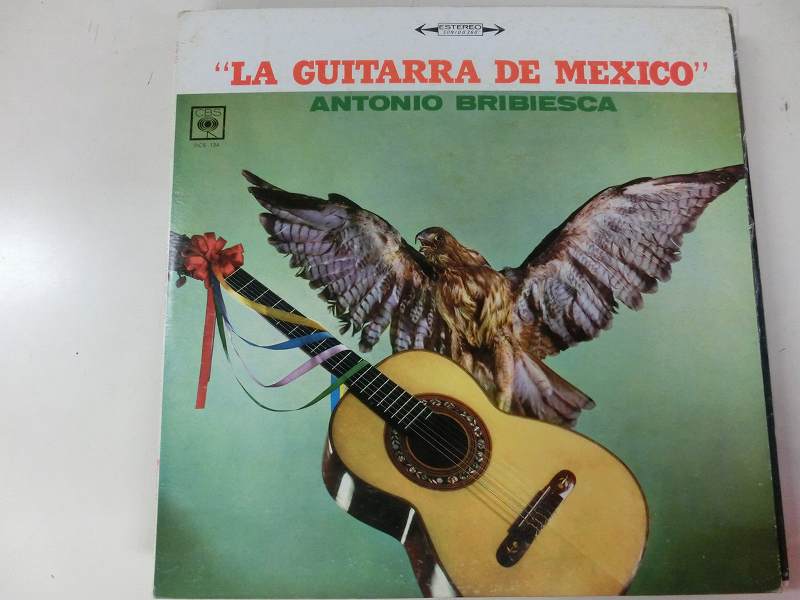 ESTEREO
"LA GUITARRA DE MEXICO"
ANTONIO BRIBIESCA
CBS